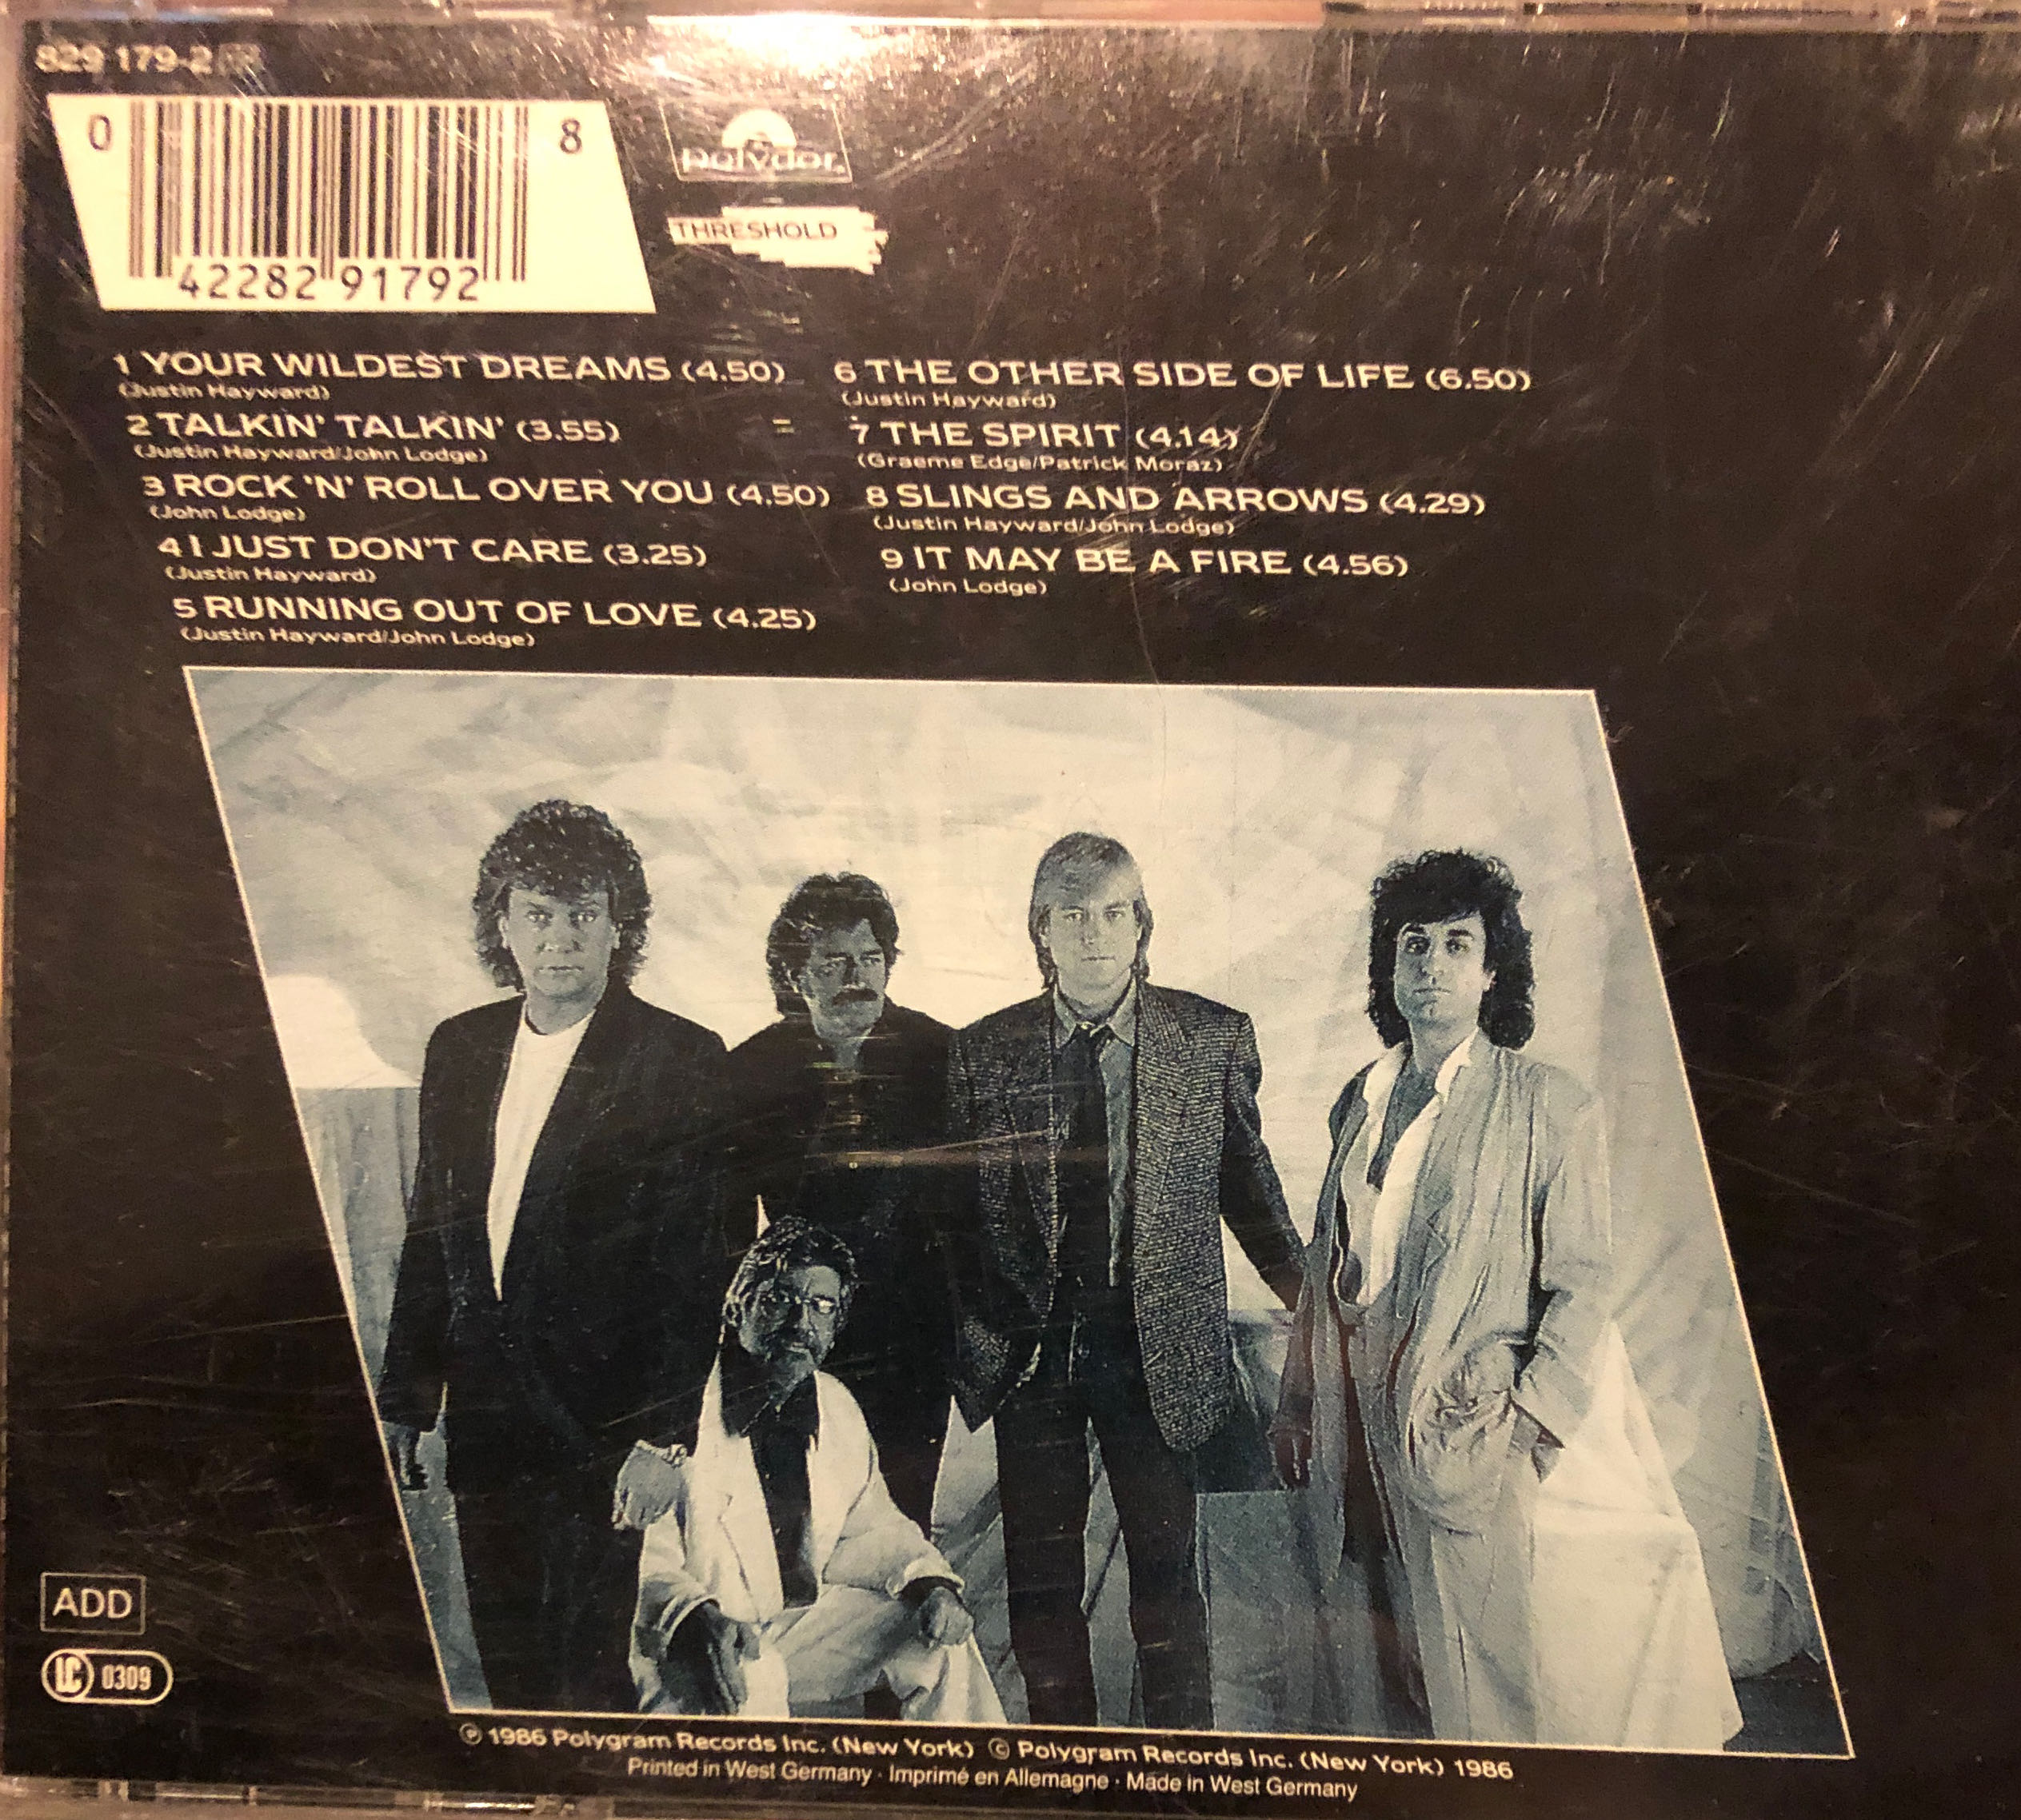 829 179-2
0 8
42282 91792
polydor
THRESHOLD
1 YOUR WILDEST DREAMS (4.50)
(Justin Hayward)
2 TALKIN' TALKIN' (3.55)
(Justin Hayward/John Lodge)
3 ROCK 'N' ROLL OVER YOU (4.50)
(John Lodge)
4 I JUST DON'T CARE (3.25)
(Justin Hayward)
5 RUNNING OUT OF LOVE (4.25)
(Justin Hayward/John Lodge)
6 THE OTHER SIDE OF LIFE (6.50)
(Justin Hayward)
7 THE SPIRIT (4.14)
(Graeme Edge/Patrick Moraz)
8 SLINGS AND ARROWS (4.29)
(Justin Hayward/John Lodge)
9 IT MAY BE A FIRE (4.56)
(John Lodge)
ADD
LC 0309
℗ 1986 Polygram Records Inc. (New York) © Polygram Records Inc. (New York) 1986
Printed in West Germany · Imprimé en Allemagne · Made in West Germany